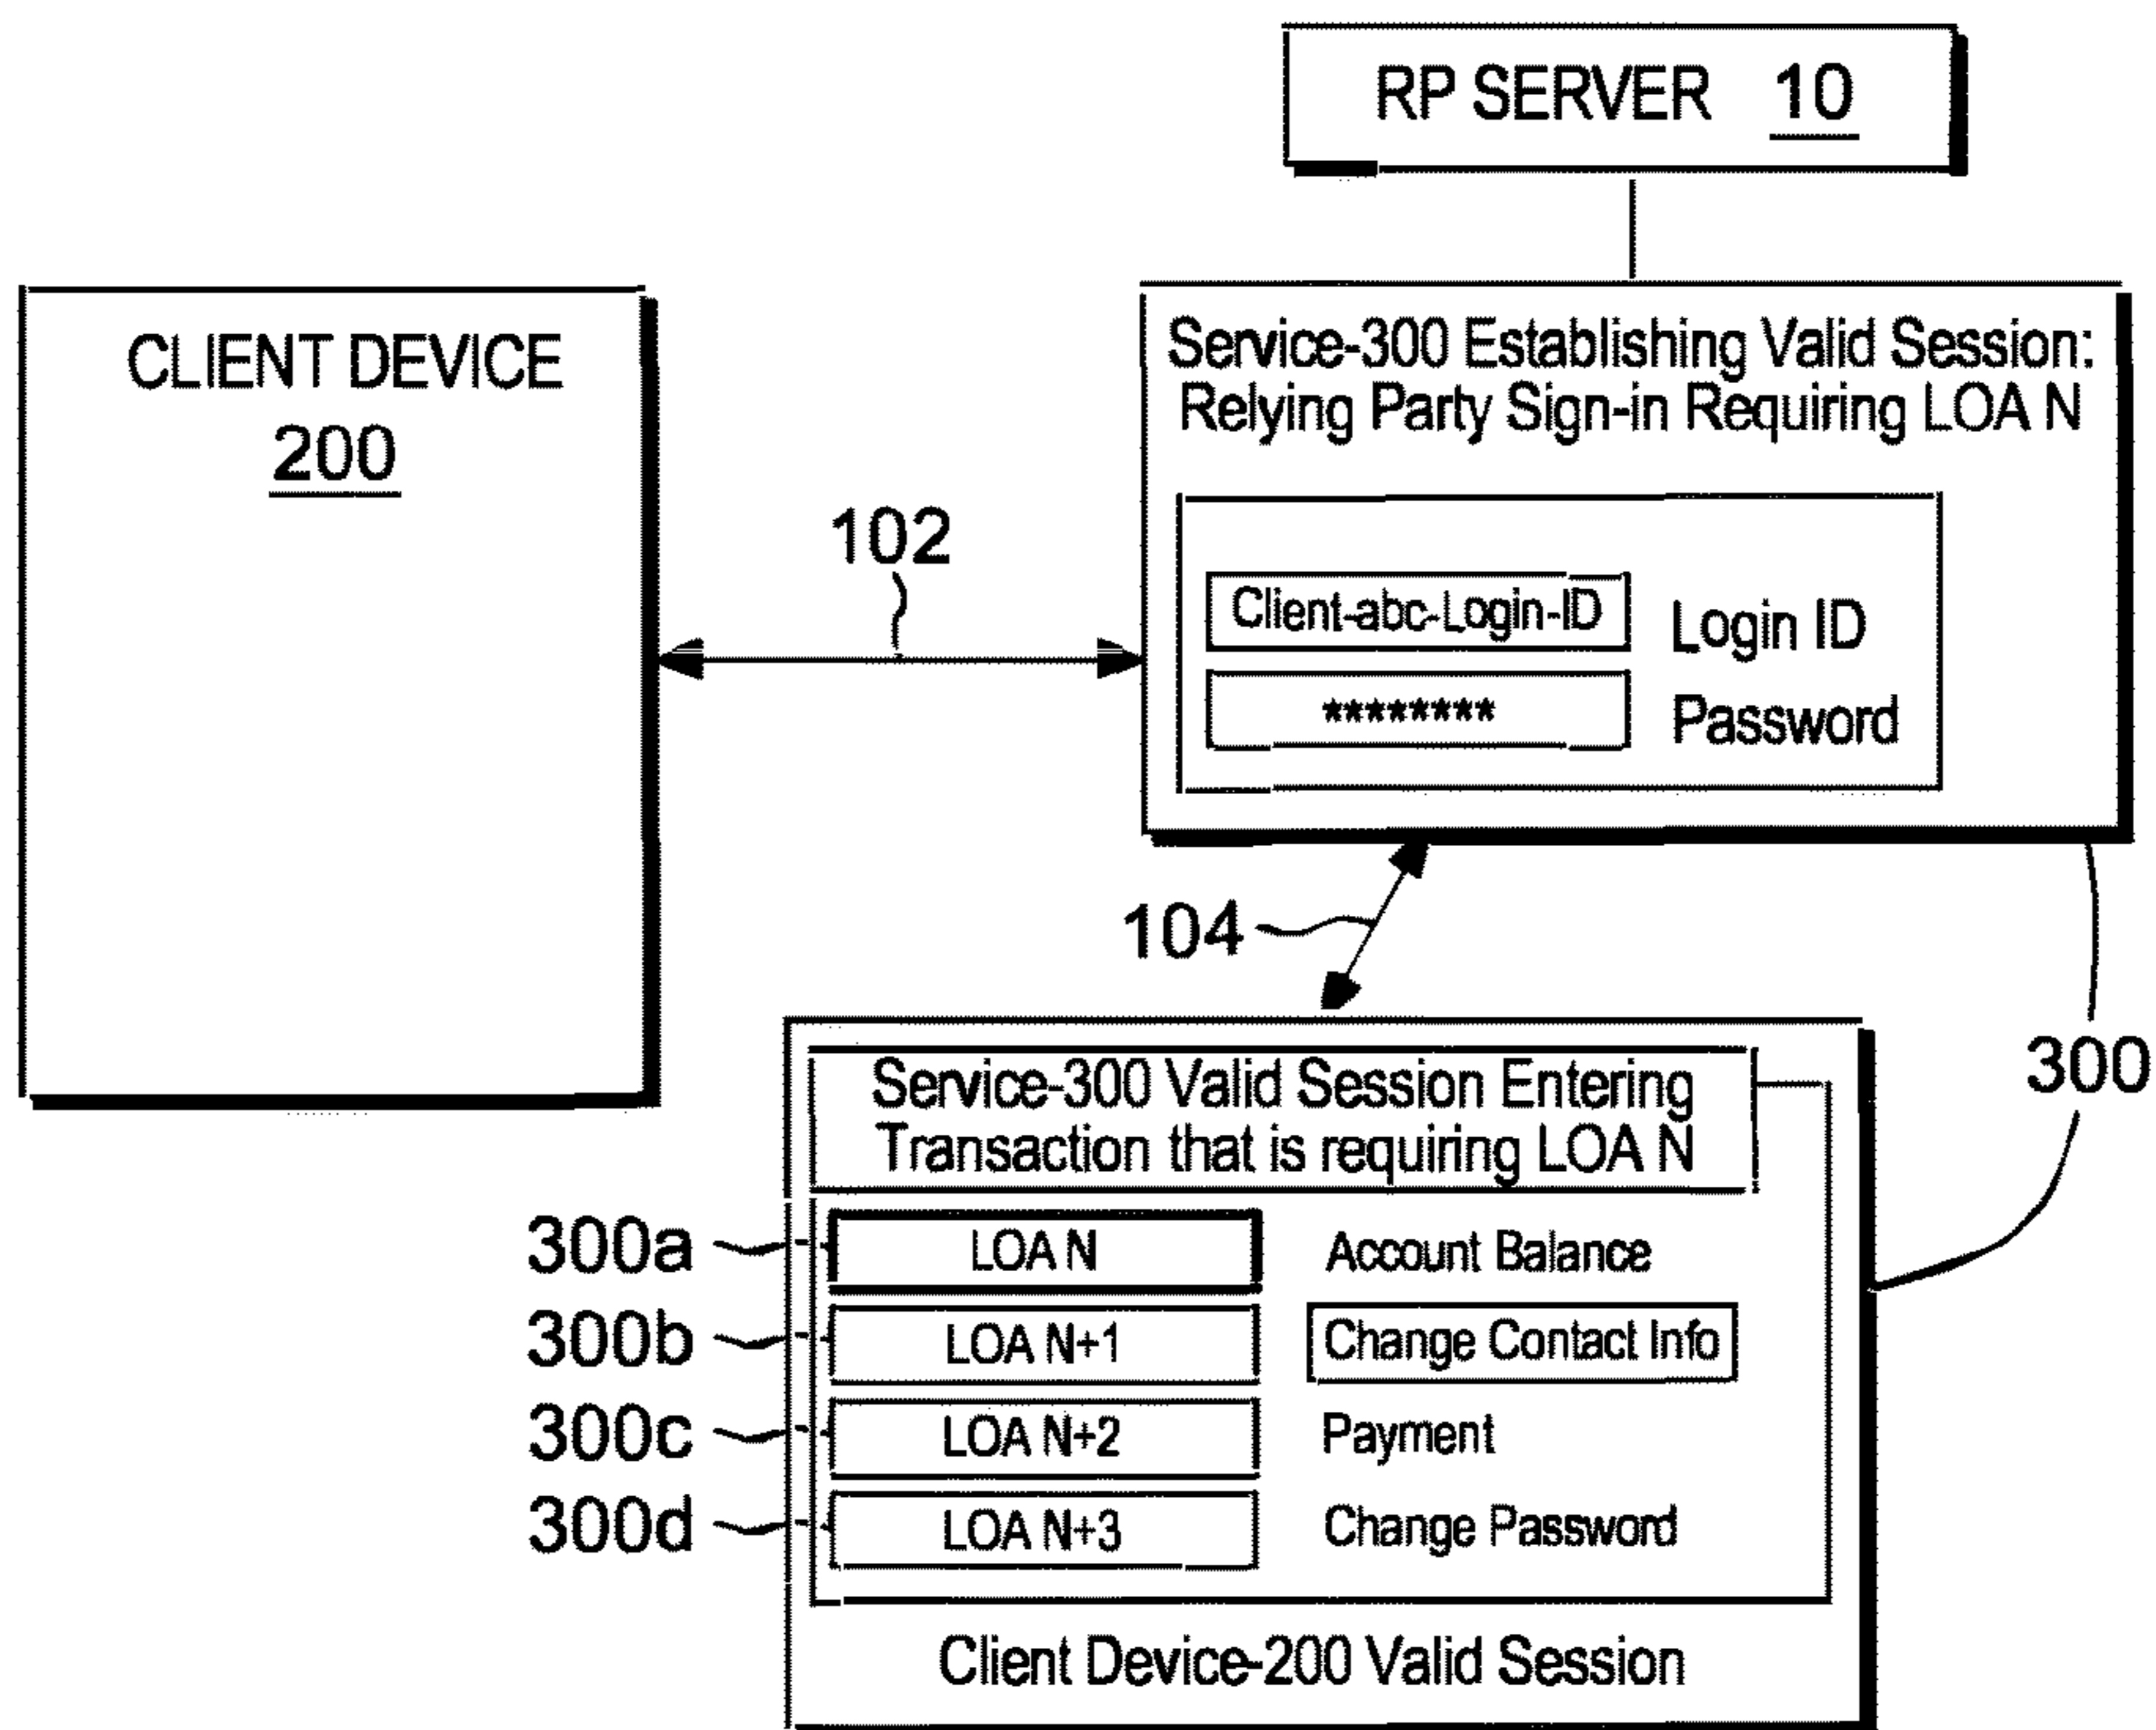 RP SERVER 10
CLIENT DEVICE
200
102
Service-300 Establishing Valid Session:
Relying Party Sign-in Requiring LOA N
Client-abc-Login-ID Login ID
******** Password
104
300
Service-300 Valid Session Entering
Transaction that is requiring LOA N
300a LOA N Account Balance
300b LOA N+1 Change Contact Info
300c LOA N+2 Payment
300d LOA N+3 Change Password
Client Device-200 Valid Session